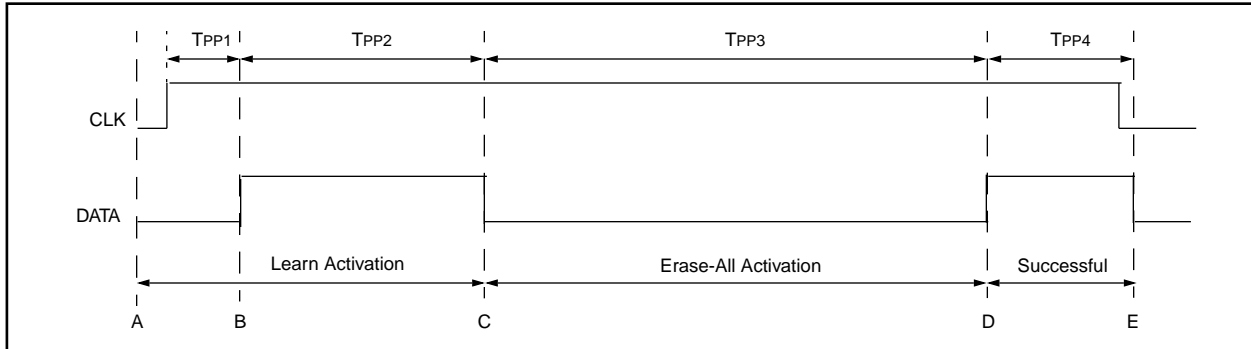 TPP1 TPP2 TPP3 TPP4
CLK
DATA
Learn Activation Erase-All Activation Successful
A B C D E